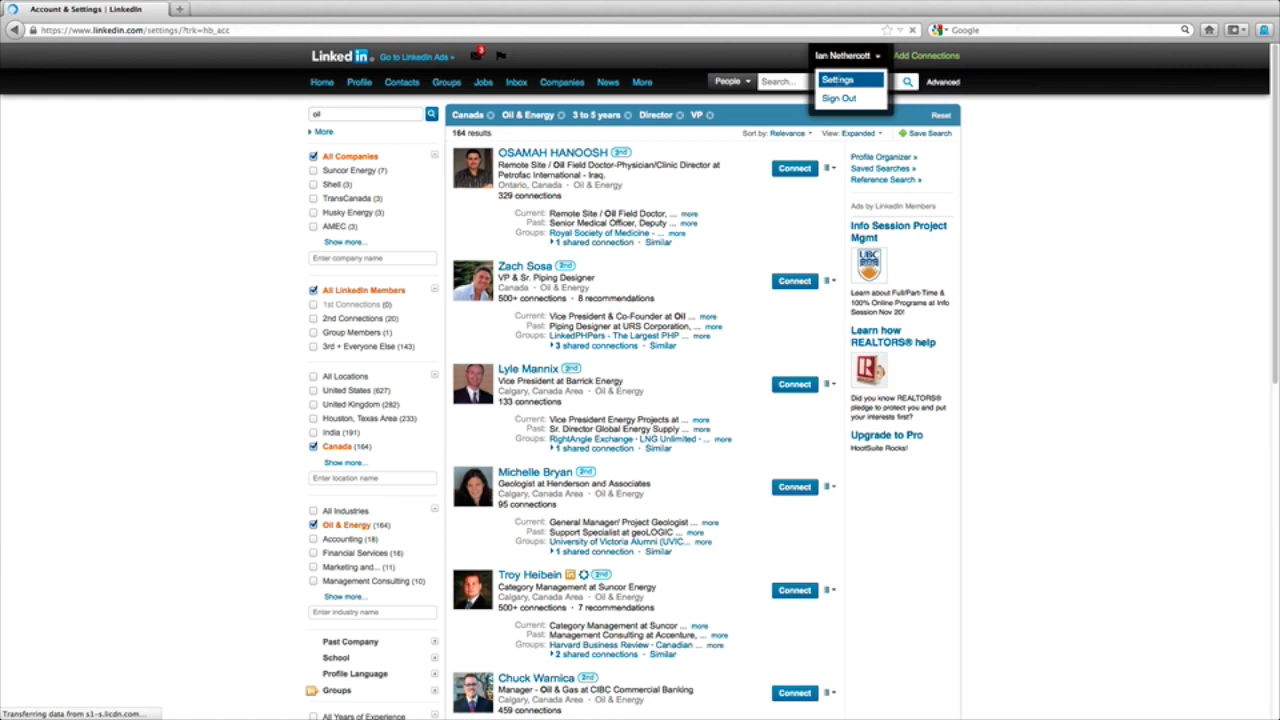 Account & Settings | LinkedIn
https://www.linkedin.com/settings/?trk=hb_acc
Google
Linked in. Go to LinkedIn Ads » 3
Ian Nethercott Add Connections
Settings
Sign Out
Home Profile Contacts Groups Jobs Inbox Companies News More
People Search... Advanced
oil
More
All Companies
Suncor Energy (7)
Shell (3)
TransCanada (3)
Husky Energy (3)
AMEC (3)
Show more...
Enter company name
All LinkedIn Members
1st Connections (0)
2nd Connections (20)
Group Members (1)
3rd + Everyone Else (143)
All Locations
United States (627)
United Kingdom (282)
Houston, Texas Area (233)
India (191)
Canada (164)
Show more...
Enter location name
All Industries
Oil & Energy (164)
Accounting (18)
Financial Services (16)
Marketing and... (11)
Management Consulting (10)
Show more...
Enter industry name
Past Company
School
Profile Language
Groups
All Years of Experience
Canada Oil & Energy 3 to 5 years Director VP Reset
164 results Sort by: Relevance View: Expanded Save Search
OSAMAH HANOOSH 2nd
Remote Site / Oil Field Doctor-Physician/Clinic Director at
Petrofac International - Iraq.
Ontario, Canada · Oil & Energy
329 connections
Connect
Current: Remote Site / Oil Field Doctor, ... more
Past: Senior Medical Officer, Deputy ... more
Groups: Royal Society of Medicine - ... more
1 shared connection · Similar
Zach Sosa 2nd
VP & Sr. Piping Designer
Canada · Oil & Energy
500+ connections · 8 recommendations
Connect
Current: Vice President & Co-Founder at Oil ... more
Past: Piping Designer at URS Corporation, ... more
Groups: LinkedPHPers - The Largest PHP ... more
3 shared connections · Similar
Lyle Mannix 2nd
Vice President at Barrick Energy
Calgary, Canada Area · Oil & Energy
133 connections
Connect
Current: Vice President Energy Projects at ... more
Past: Sr. Director Global Energy Supply ... more
Groups: RightAngle Exchange · LNG Unlimited · ... more
1 shared connection · Similar
Michelle Bryan 2nd
Geologist at Henderson and Associates
Calgary, Canada Area · Oil & Energy
95 connections
Connect
Current: General Manager/ Project Geologist ... more
Past: Support Specialist at geoLOGIC ... more
Groups: University of Victoria Alumni (UVIC... more
1 shared connection · Similar
Troy Heibein in 2nd
Category Management at Suncor Energy
Calgary, Canada Area · Oil & Energy
500+ connections · 7 recommendations
Connect
Current: Category Management at Suncor ... more
Past: Management Consulting at Accenture, ... more
Groups: Harvard Business Review · Canadian ... more
2 shared connections · Similar
Chuck Warnica 2nd
Manager - Oil & Gas at CIBC Commercial Banking
Calgary, Canada Area · Oil & Energy
459 connections
Connect
Profile Organizer »
Saved Searches »
Reference Search »
Ads by LinkedIn Members
Info Session Project
Mgmt
UBC
Learn about Full/Part-Time &
100% Online Programs at Info
Session Nov 20!
Learn how
REALTORS® help
R
Did you know REALTORS®
pledge to protect you and put
your interests first?
Upgrade to Pro
HootSuite Rocks!
Transferring data from s1-s.licdn.com...